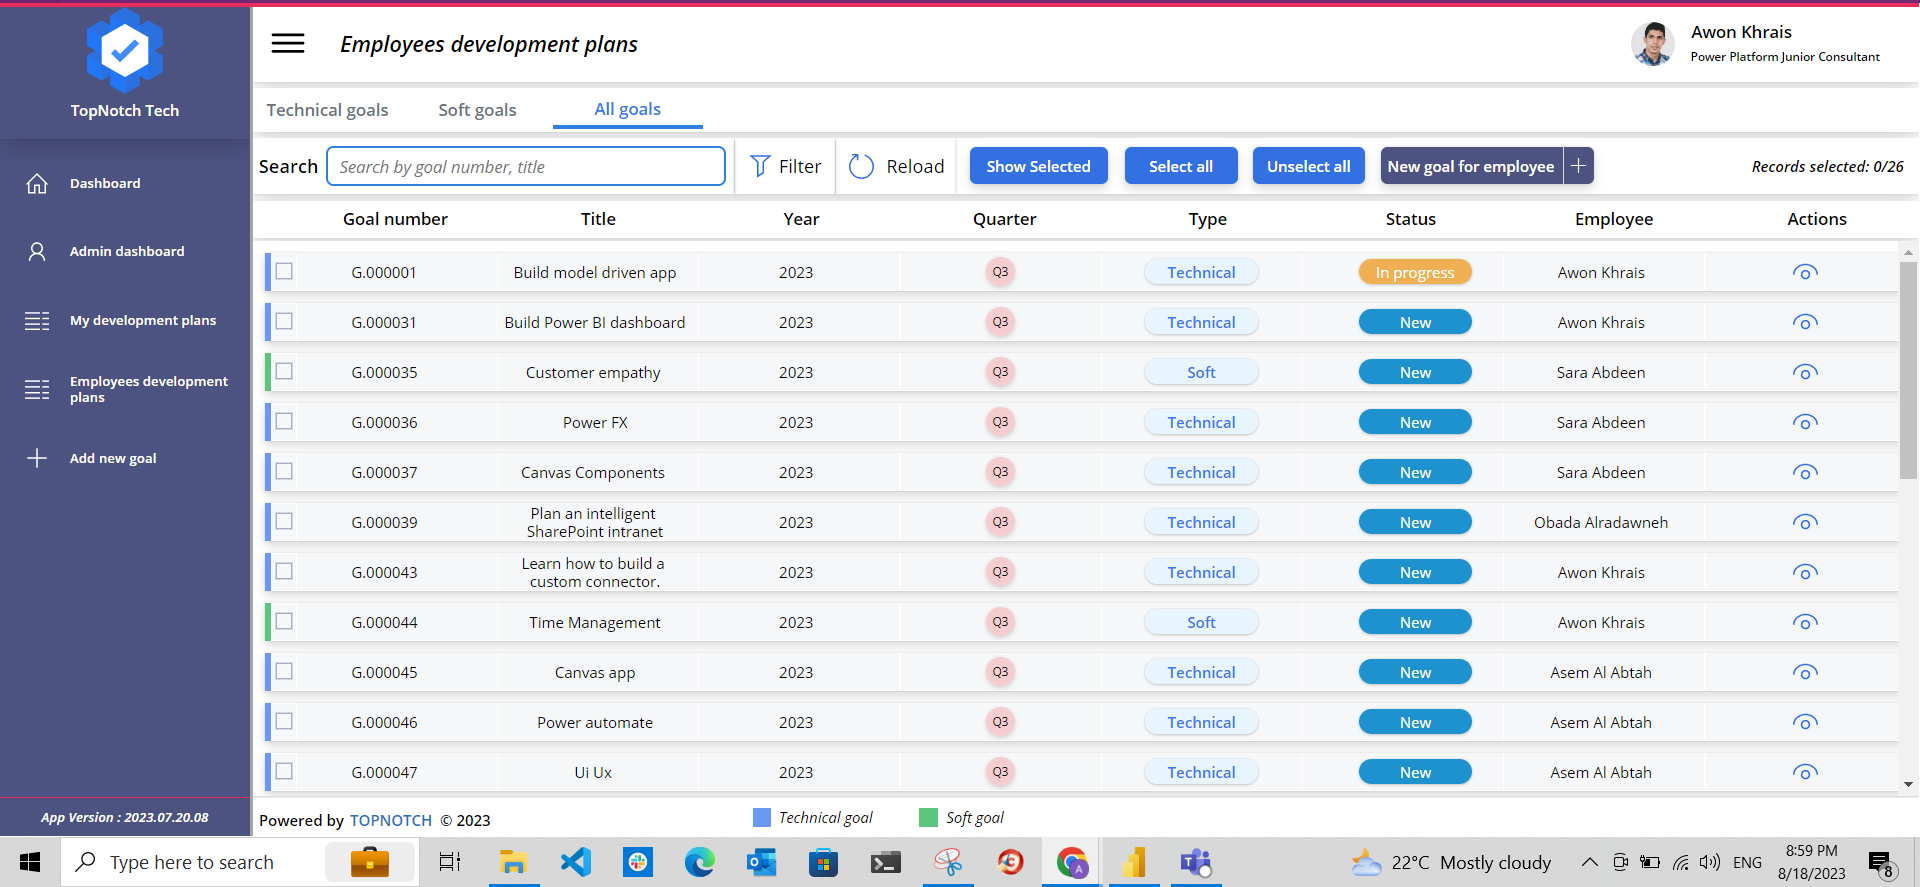 TopNotch Tech
Dashboard
Admin dashboard
My development plans
Employees development
plans
Add new goal
App Version : 2023.07.20.08
Employees development plans
Awon Khrais
Power Platform Junior Consultant
Technical goals Soft goals All goals
Search Search by goal number, title Filter Reload Show Selected Select all Unselect all New goal for employee Records selected: 0/26
Goal number Title Year Quarter Type Status Employee Actions
G.000001 Build model driven app 2023 Q3 Technical In progress Awon Khrais
G.000031 Build Power BI dashboard 2023 Q3 Technical New Awon Khrais
G.000035 Customer empathy 2023 Q3 Soft New Sara Abdeen
G.000036 Power FX 2023 Q3 Technical New Sara Abdeen
G.000037 Canvas Components 2023 Q3 Technical New Sara Abdeen
G.000039 Plan an intelligent
SharePoint intranet 2023 Q3 Technical New Obada Alradawneh
G.000043 Learn how to build a
custom connector. 2023 Q3 Technical New Awon Khrais
G.000044 Time Management 2023 Q3 Soft New Awon Khrais
G.000045 Canvas app 2023 Q3 Technical New Asem Al Abtah
G.000046 Power automate 2023 Q3 Technical New Asem Al Abtah
G.000047 Ui Ux 2023 Q3 Technical New Asem Al Abtah
Powered by TOPNOTCH © 2023 Technical goal Soft goal
Type here to search 22°C Mostly cloudy ENG 8:59 PM
8/18/2023 8